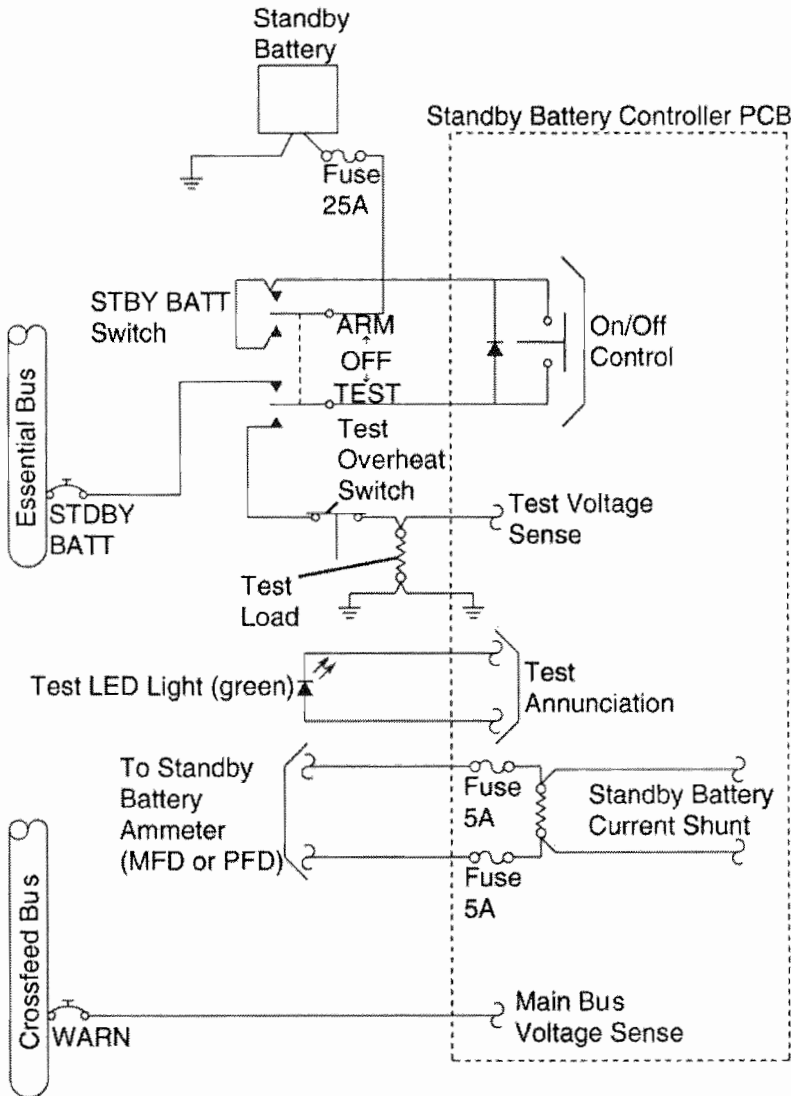 Standby
Battery
Standby Battery Controller PCB
Fuse
25A
STBY BATT
Switch
ARM
OFF
TEST
On/Off
Control
Essential Bus
STDBY
BATT
Test
Overheat
Switch
Test Voltage
Sense
Test
Load
Test LED Light (green)
Test
Annunciation
To Standby
Battery
Ammeter
(MFD or PFD)
Fuse
5A
Standby Battery
Current Shunt
Fuse
5A
Crossfeed Bus
WARN
Main Bus
Voltage Sense